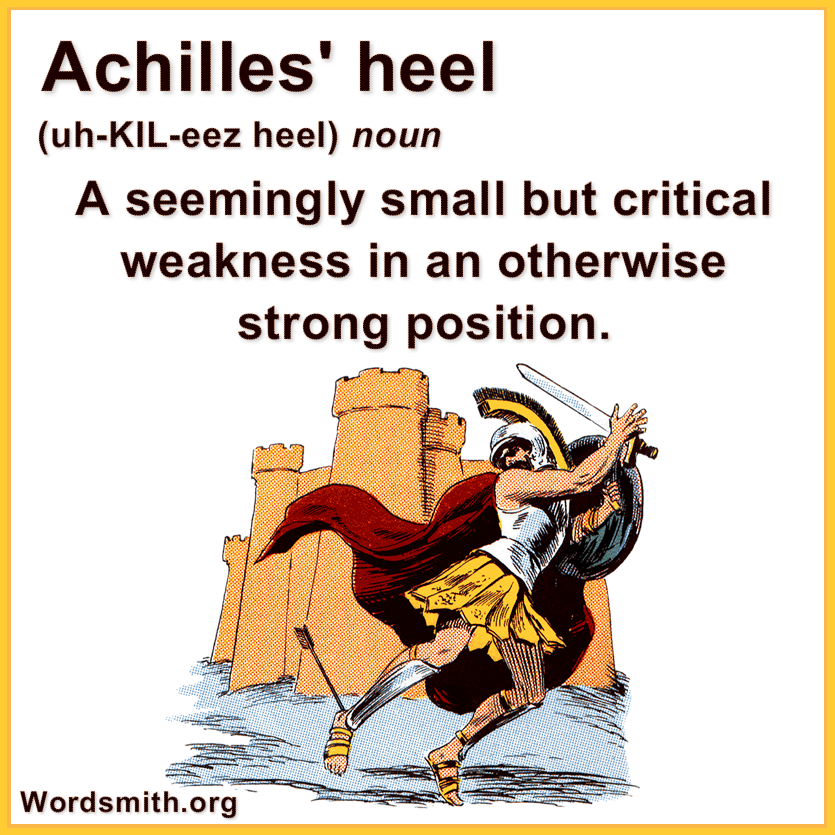 Achilles' heel
(uh-KIL-eez heel) noun
A seemingly small but critical
weakness in an otherwise
strong position.
Wordsmith.org